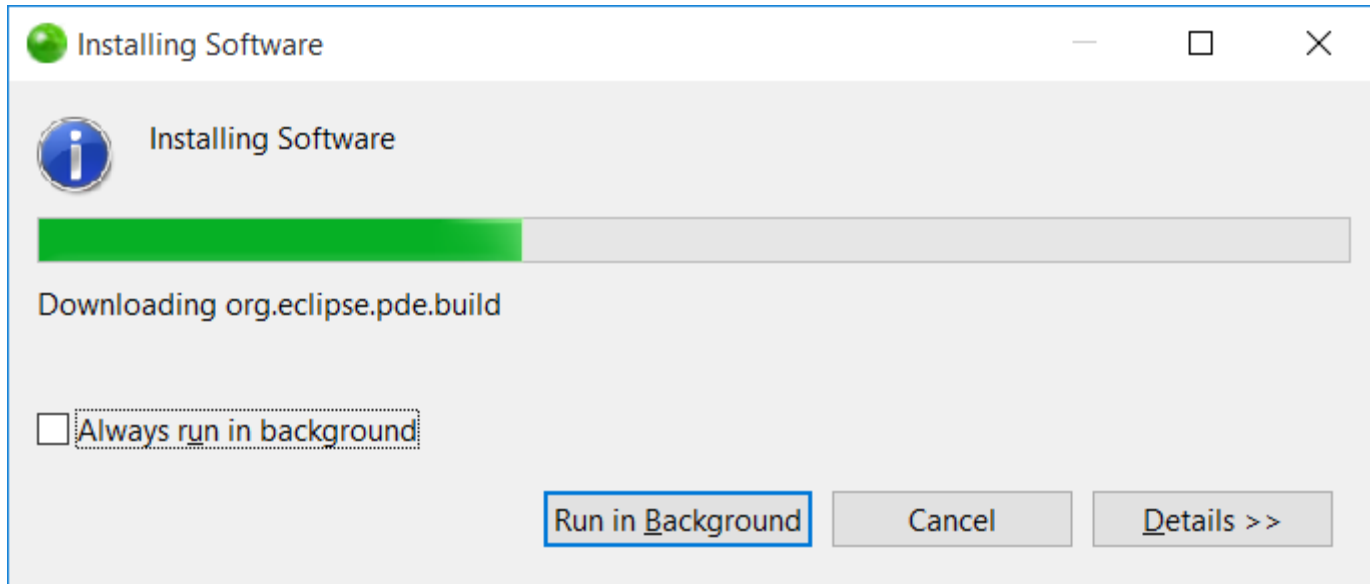 Installing Software
Installing Software
Downloading org.eclipse.pde.build
Always run in background
Run in Background Cancel Details >>